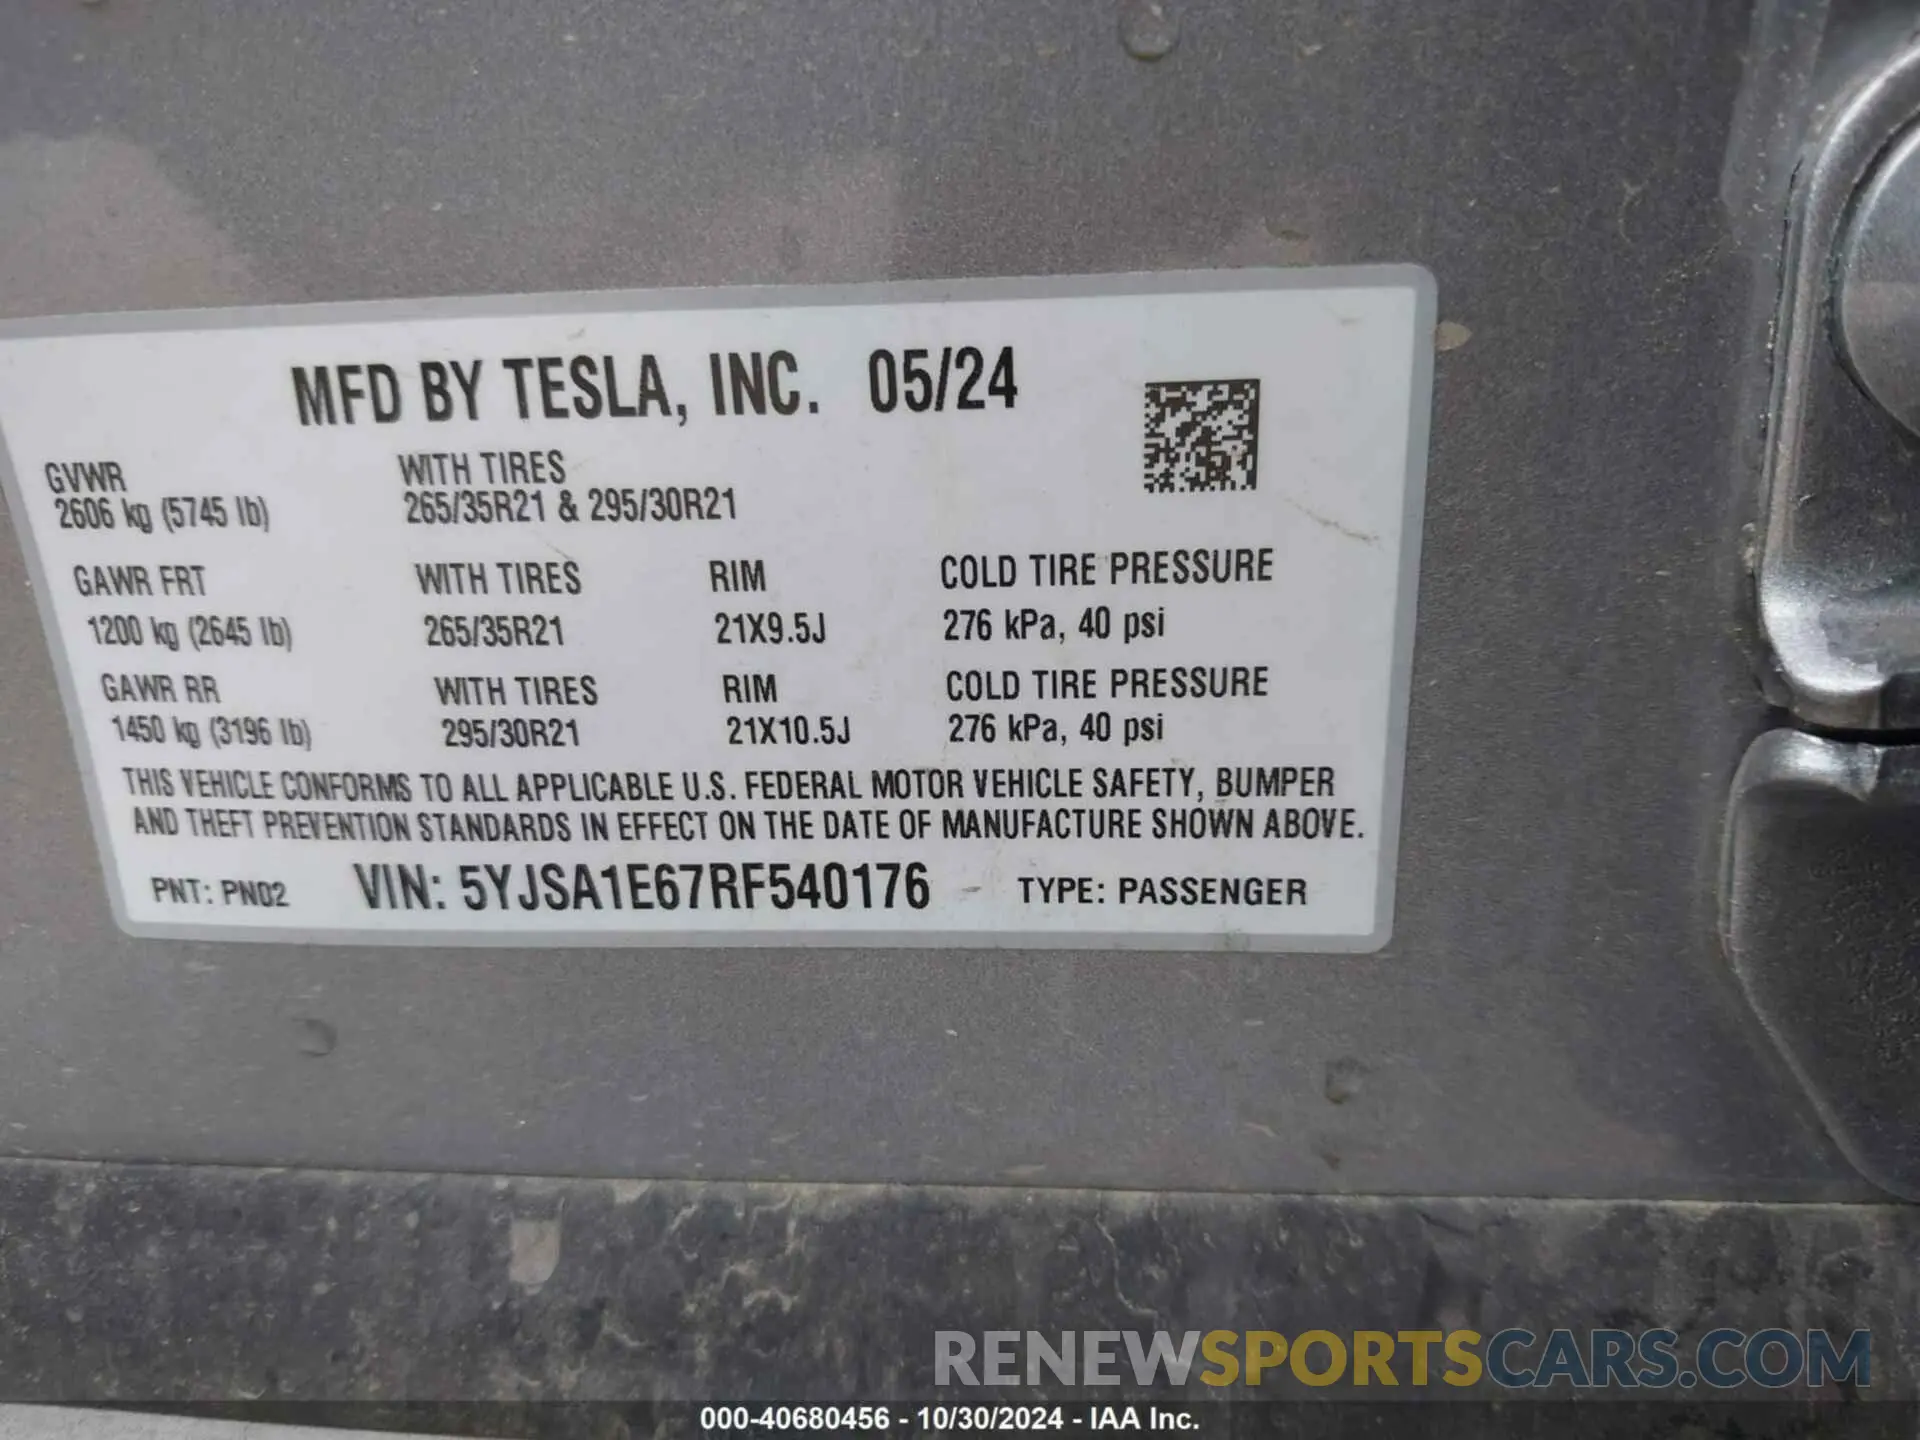 MFD BY TESLA, INC. 05/24
GVWR WITH TIRES
2606 kg (5745 lb) 265/35R21 & 295/30R21
GAWR FRT WITH TIRES RIM COLD TIRE PRESSURE
1200 kg (2645 lb) 265/35R21 21X9.5J 276 kPa, 40 psi
GAWR RR WITH TIRES RIM COLD TIRE PRESSURE
1450 kg (3196 lb) 295/30R21 21X10.5J 276 kPa, 40 psi
THIS VEHICLE CONFORMS TO ALL APPLICABLE U.S. FEDERAL MOTOR VEHICLE SAFETY, BUMPER
AND THEFT PREVENTION STANDARDS IN EFFECT ON THE DATE OF MANUFACTURE SHOWN ABOVE.
PNT: PN02 VIN: 5YJSA1E67RF540176 TYPE: PASSENGER
RENEWSPORTSCARS.COM
000-40680456 - 10/30/2024 - IAA Inc.